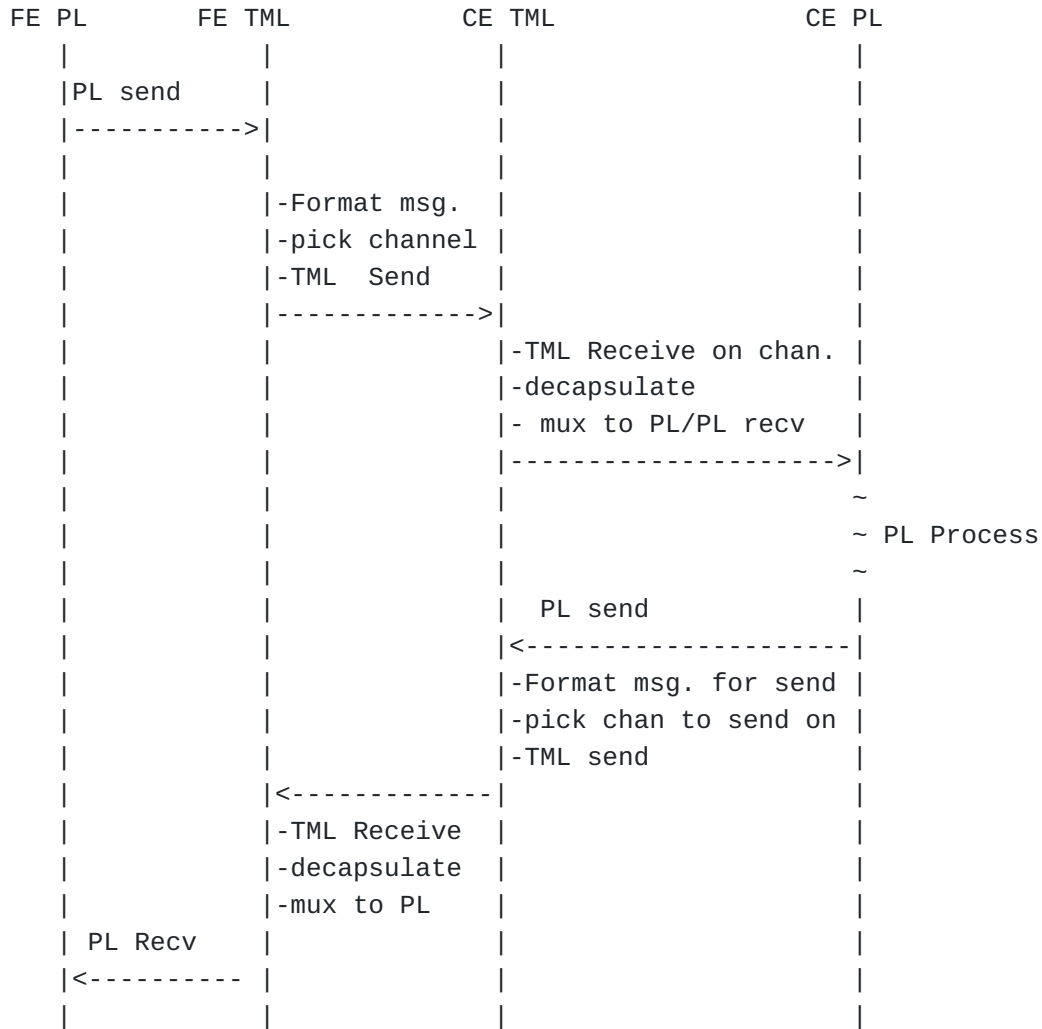 FE PL FE TML CE TML CE PL
PL send
-Format msg.
-pick channel
-TML  Send
-TML Receive on chan.
-decapsulate
- mux to PL/PL recv
~
~ PL Process
~
PL send
-Format msg. for send
-pick chan to send on
-TML send
-TML Receive
-decapsulate
-mux to PL
PL Recv